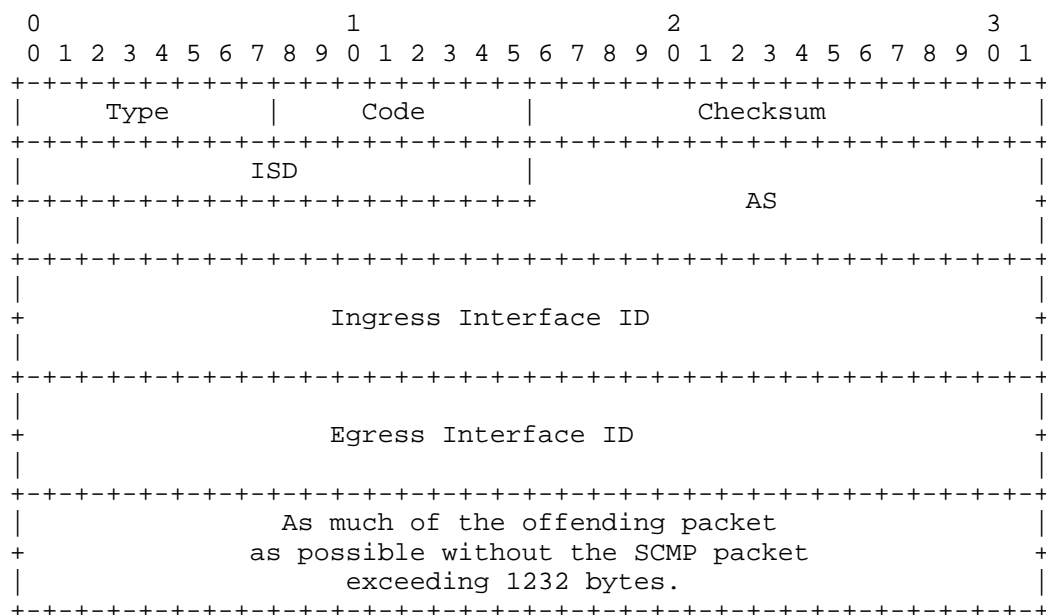 0                   1                   2                   3
 0 1 2 3 4 5 6 7 8 9 0 1 2 3 4 5 6 7 8 9 0 1 2 3 4 5 6 7 8 9 0 1
+-+-+-+-+-+-+-+-+-+-+-+-+-+-+-+-+-+-+-+-+-+-+-+-+-+-+-+-+-+-+-+-+
|     Type      |     Code      |          Checksum             |
+-+-+-+-+-+-+-+-+-+-+-+-+-+-+-+-+-+-+-+-+-+-+-+-+-+-+-+-+-+-+-+-+
|              ISD              |                               |
+-+-+-+-+-+-+-+-+-+-+-+-+-+-+-+-+             AS                +
|                                                               |
+-+-+-+-+-+-+-+-+-+-+-+-+-+-+-+-+-+-+-+-+-+-+-+-+-+-+-+-+-+-+-+-+
|                                                               |
+                   Ingress Interface ID                        +
|                                                               |
+-+-+-+-+-+-+-+-+-+-+-+-+-+-+-+-+-+-+-+-+-+-+-+-+-+-+-+-+-+-+-+-+
|                                                               |
+                   Egress Interface ID                         +
|                                                               |
+-+-+-+-+-+-+-+-+-+-+-+-+-+-+-+-+-+-+-+-+-+-+-+-+-+-+-+-+-+-+-+-+
|                As much of the offending packet                |
+              as possible without the SCMP packet              +
|                    exceeding 1232 bytes.                      |
+-+-+-+-+-+-+-+-+-+-+-+-+-+-+-+-+-+-+-+-+-+-+-+-+-+-+-+-+-+-+-+-+